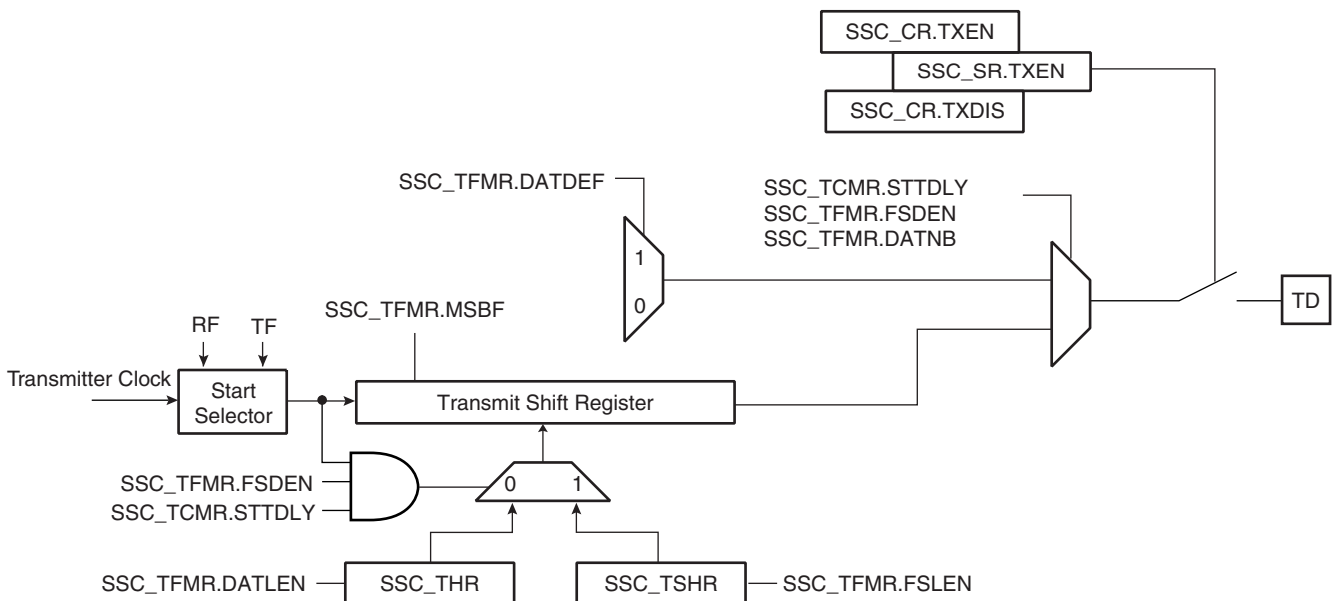 SSC_CR.TXEN
SSC_SR.TXEN
SSC_CR.TXDIS
SSC_TFMR.DATDEF
SSC_TCMR.STTDLY
SSC_TFMR.FSDEN
SSC_TFMR.DATNB
1
0
TD
SSC_TFMR.MSBF
RF TF
Transmitter Clock
Start
Selector
Transmit Shift Register
SSC_TFMR.FSDEN
SSC_TCMR.STTDLY
0 1
SSC_TFMR.DATLEN
SSC_THR
SSC_TSHR
SSC_TFMR.FSLEN